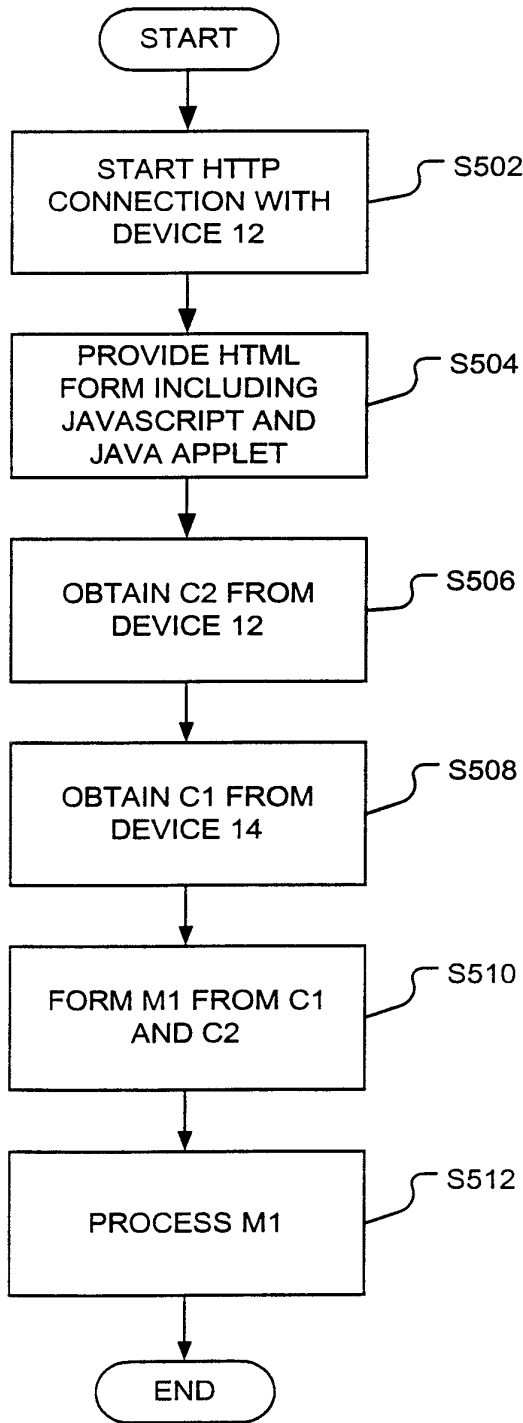 START
START HTTP
CONNECTION WITH
DEVICE 12
S502
PROVIDE HTML
FORM INCLUDING
JAVASCRIPT AND
JAVA APPLET
S504
OBTAIN C2 FROM
DEVICE 12
S506
OBTAIN C1 FROM
DEVICE 14
S508
FORM M1 FROM C1
AND C2
S510
PROCESS M1
S512
END